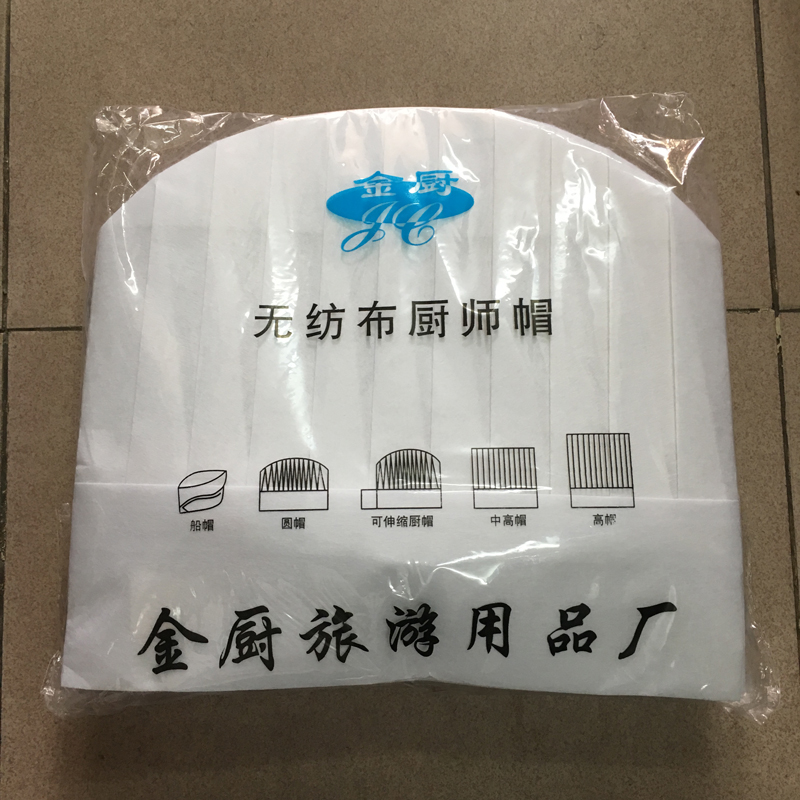 金厨
JC
无纺布厨师帽
船帽 圆帽 可伸缩厨帽 中高帽 高帽
金厨旅游用品厂